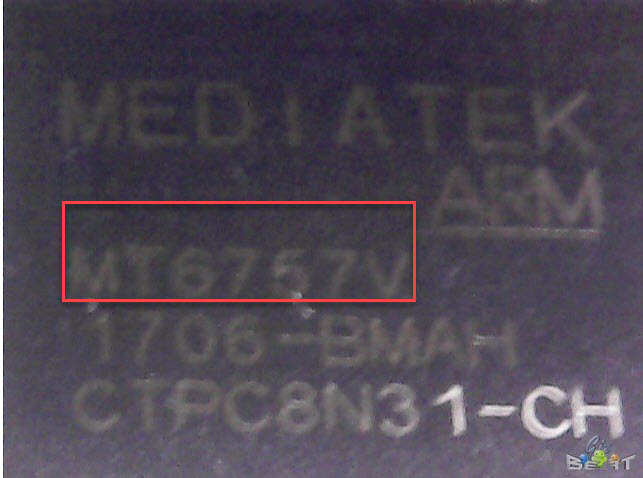 MEDIATEK
ARM
MT6757V
1706-BMAH
CTPC8N31-CH